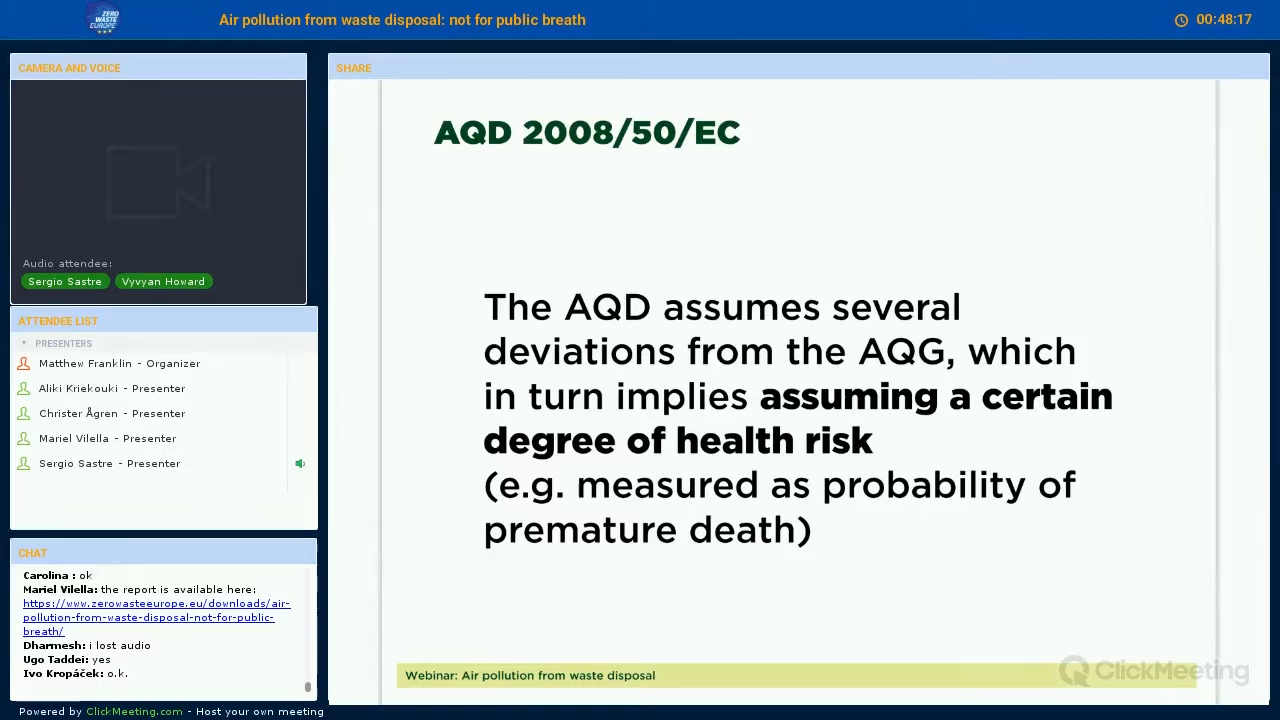 ZERO
WASTE
EUROPE
Air pollution from waste disposal: not for public breath
00:48:17
CAMERA AND VOICE
Audio attendee:
Sergio Sastre
Vyvyan Howard
ATTENDEE LIST
PRESENTERS
Matthew Franklin - Organizer
Aliki Kriekouki - Presenter
Christer Ågren - Presenter
Mariel Vilella - Presenter
Sergio Sastre - Presenter
CHAT
Carolina : ok
Mariel Vilella: the report is available here:
https://www.zerowasteeurope.eu/downloads/air-
pollution-from-waste-disposal-not-for-public-
breath/
Dharmesh: i lost audio
Ugo Taddei: yes
Ivo Kropáček: o.k.
SHARE
AQD 2008/50/EC
The AQD assumes several
deviations from the AQG, which
in turn implies assuming a certain
degree of health risk
(e.g. measured as probability of
premature death)
Webinar: Air pollution from waste disposal
ClickMeeting
Powered by ClickMeeting.com - Host your own meeting